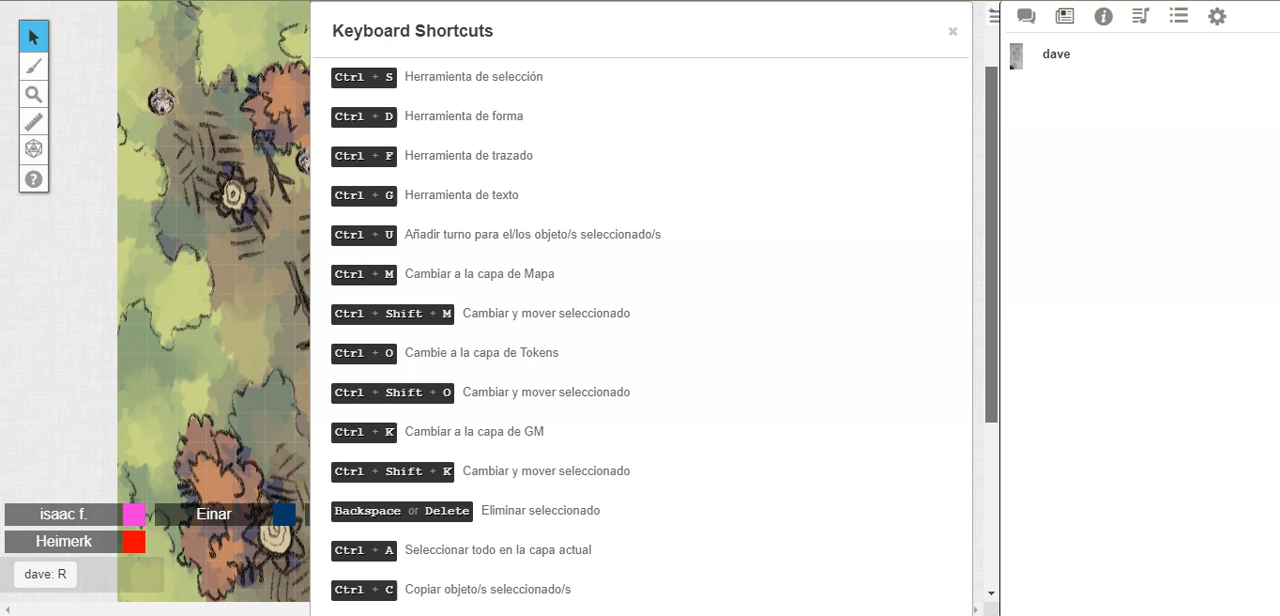 Keyboard Shortcuts ×
dave
Ctrl + S Herramienta de selección
Ctrl + D Herramienta de forma
Ctrl + F Herramienta de trazado
Ctrl + G Herramienta de texto
Ctrl + U Añadir turno para el/los objeto/s seleccionado/s
Ctrl + M Cambiar a la capa de Mapa
Ctrl + Shift + M Cambiar y mover seleccionado
Ctrl + O Cambie a la capa de Tokens
Ctrl + Shift + O Cambiar y mover seleccionado
Ctrl + K Cambiar a la capa de GM
Ctrl + Shift + K Cambiar y mover seleccionado
Backspace or Delete Eliminar seleccionado
Ctrl + A Seleccionar todo en la capa actual
Ctrl + C Copiar objeto/s seleccionado/s
isaac f. Einar
Heimerk
dave: R